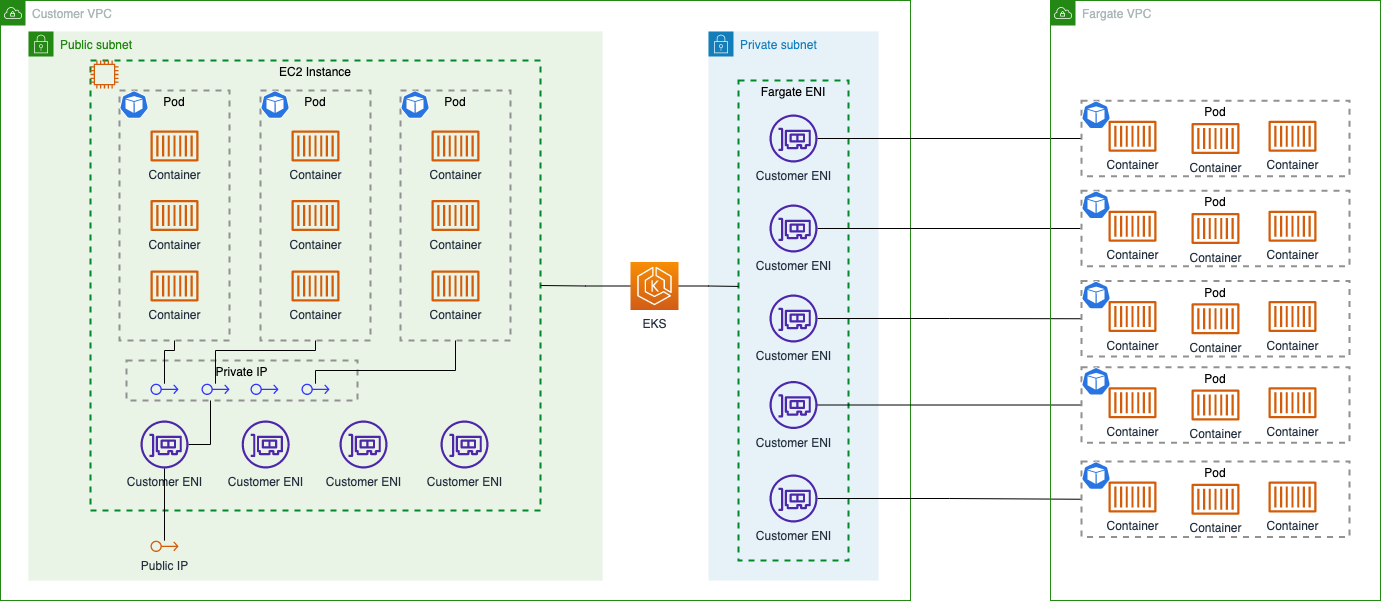 Customer VPC
Fargate VPC
Public subnet
Private subnet
EC2 Instance
Fargate ENI
Pod
Pod
Pod
Container
Container
Container
Container
Container
Container
Container
Container
Container
Private IP
Customer ENI
Customer ENI
Customer ENI
Customer ENI
Public IP
EKS
Customer ENI
Customer ENI
Customer ENI
Customer ENI
Customer ENI
Pod
Container
Container
Container
Pod
Container
Container
Container
Pod
Container
Container
Container
Pod
Container
Container
Container
Pod
Container
Container
Container